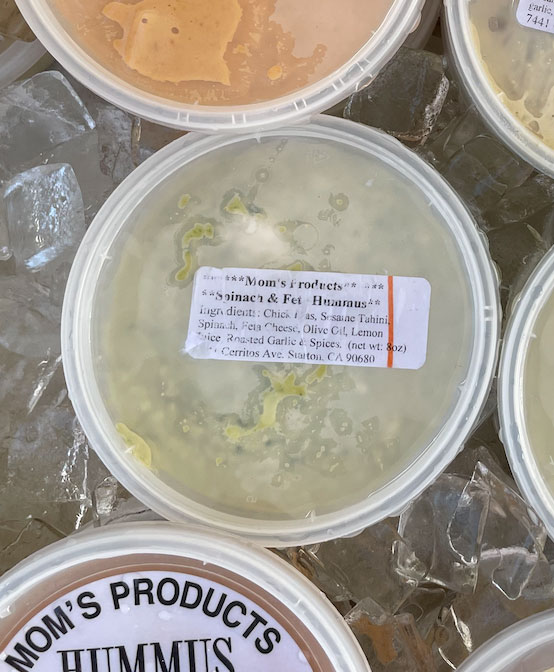 garlic,
7441
***Mom's Products** ***
**Spinach & Feta Hummus**
Ingredients: Chick Peas, Sesame Tahini,
Spinach, Feta Cheese, Olive Oil, Lemon
Juice, Roasted Garlic & Spices, (net wt: 8oz)
Cerritos Ave. Stanton, CA 90680
MOM'S PRODUCTS
HUMMUS